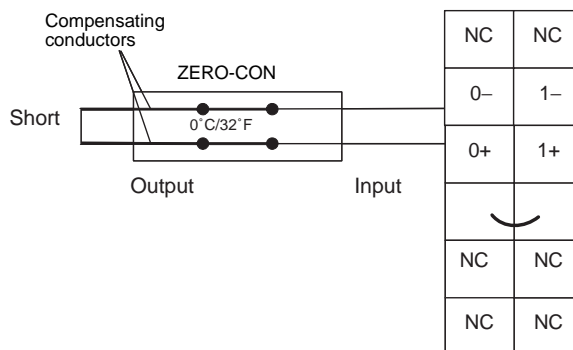 Compensating
conductors
ZERO-CON
Short
0˚C/32˚F
Output
Input
NC NC
0– 1–
0+ 1+
NC NC
NC NC